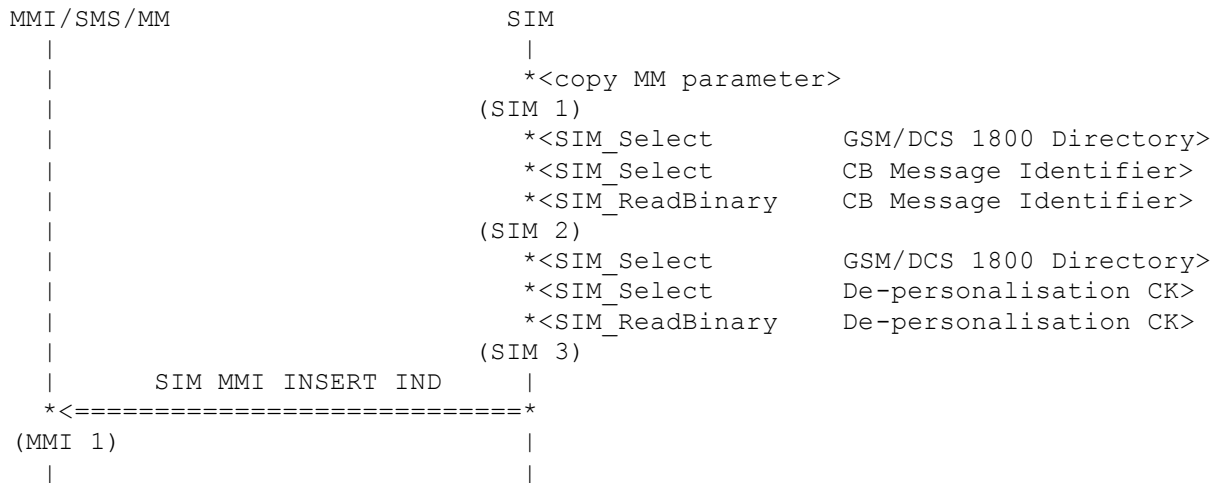 MMI/SMS/MM SIM
| |
| *<copy MM parameter>
| (SIM 1)
| *<SIM_Select GSM/DCS 1800 Directory>
| *<SIM_Select CB Message Identifier>
| *<SIM_ReadBinary CB Message Identifier>
| (SIM 2)
| *<SIM_Select GSM/DCS 1800 Directory>
| *<SIM_Select De-personalisation CK>
| *<SIM_ReadBinary De-personalisation CK>
| (SIM 3)
| SIM MMI INSERT IND |
*<============================*
(MMI 1) |
| |